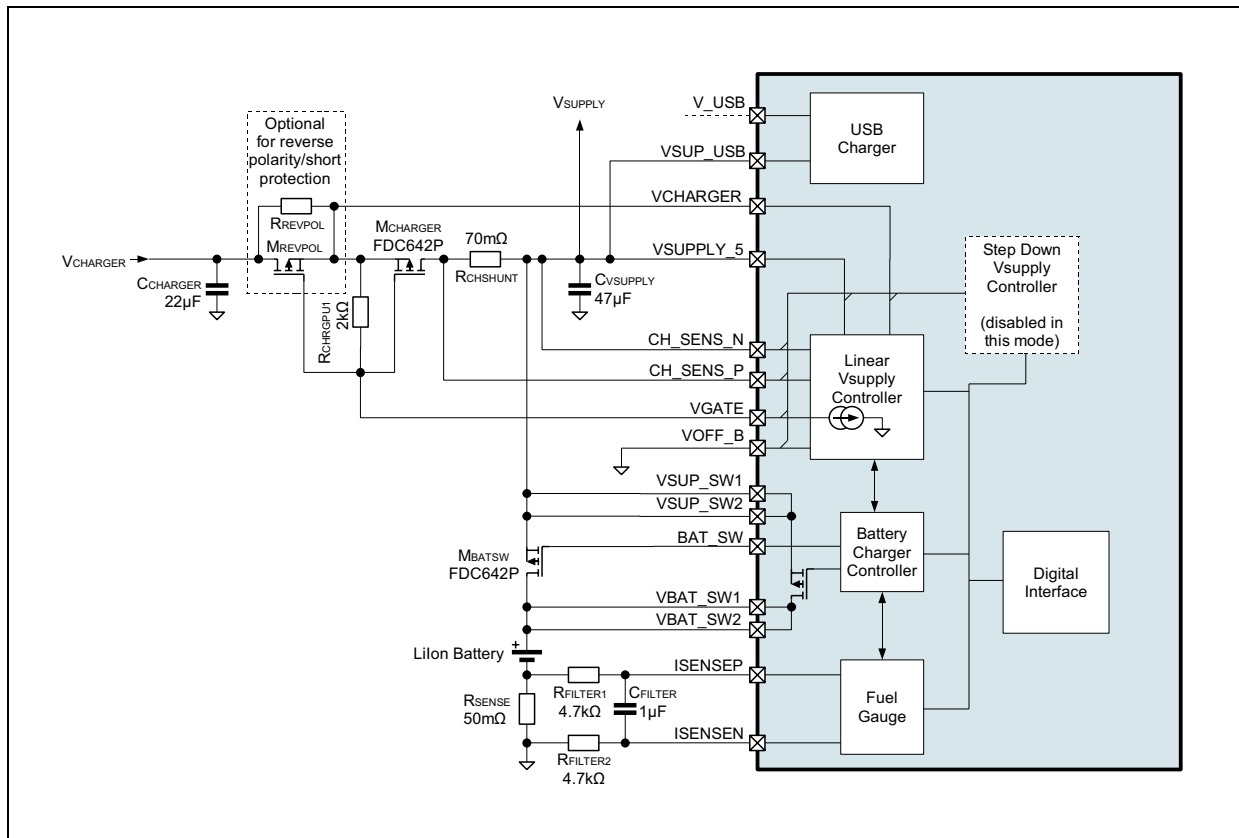 Optional
for reverse
polarity/short
protection
RREVPOL
MREVPOL
VCHARGER
CCHARGER
22µF
RCHRGPU1
2kΩ
MCHARGER
FDC642P
70mΩ
RCHSHUNT
VSUPPLY
CVSUPPLY
47µF
V_USB
VSUP_USB
VCHARGER
VSUPPLY_5
CH_SENS_N
CH_SENS_P
VGATE
VOFF_B
VSUP_SW1
VSUP_SW2
BAT_SW
VBAT_SW1
VBAT_SW2
ISENSEP
ISENSEN
MBATSW
FDC642P
LiIon Battery
+
RSENSE
50mΩ
RFILTER1
4.7kΩ
CFILTER
1µF
RFILTER2
4.7kΩ
USB
Charger
Step Down
Vsupply
Controller
(disabled in
this mode)
Linear
Vsupply
Controller
Battery
Charger
Controller
Digital
Interface
Fuel
Gauge